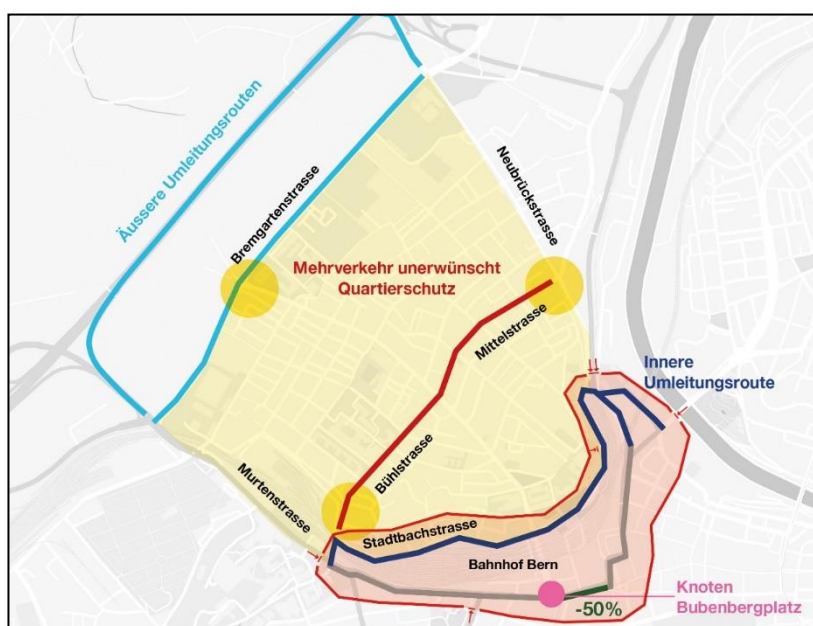 Äussere Umleitungsrouten
Bremgartenstrasse
Neubrückstrasse
Mehrverkehr unerwünscht
Quartierschutz
Mittelstrasse
Innere
Umleitungsroute
Bühlstrasse
Murtenstrasse
Stadtbachstrasse
Bahnhof Bern
-50%
Knoten
Bubenbergplatz